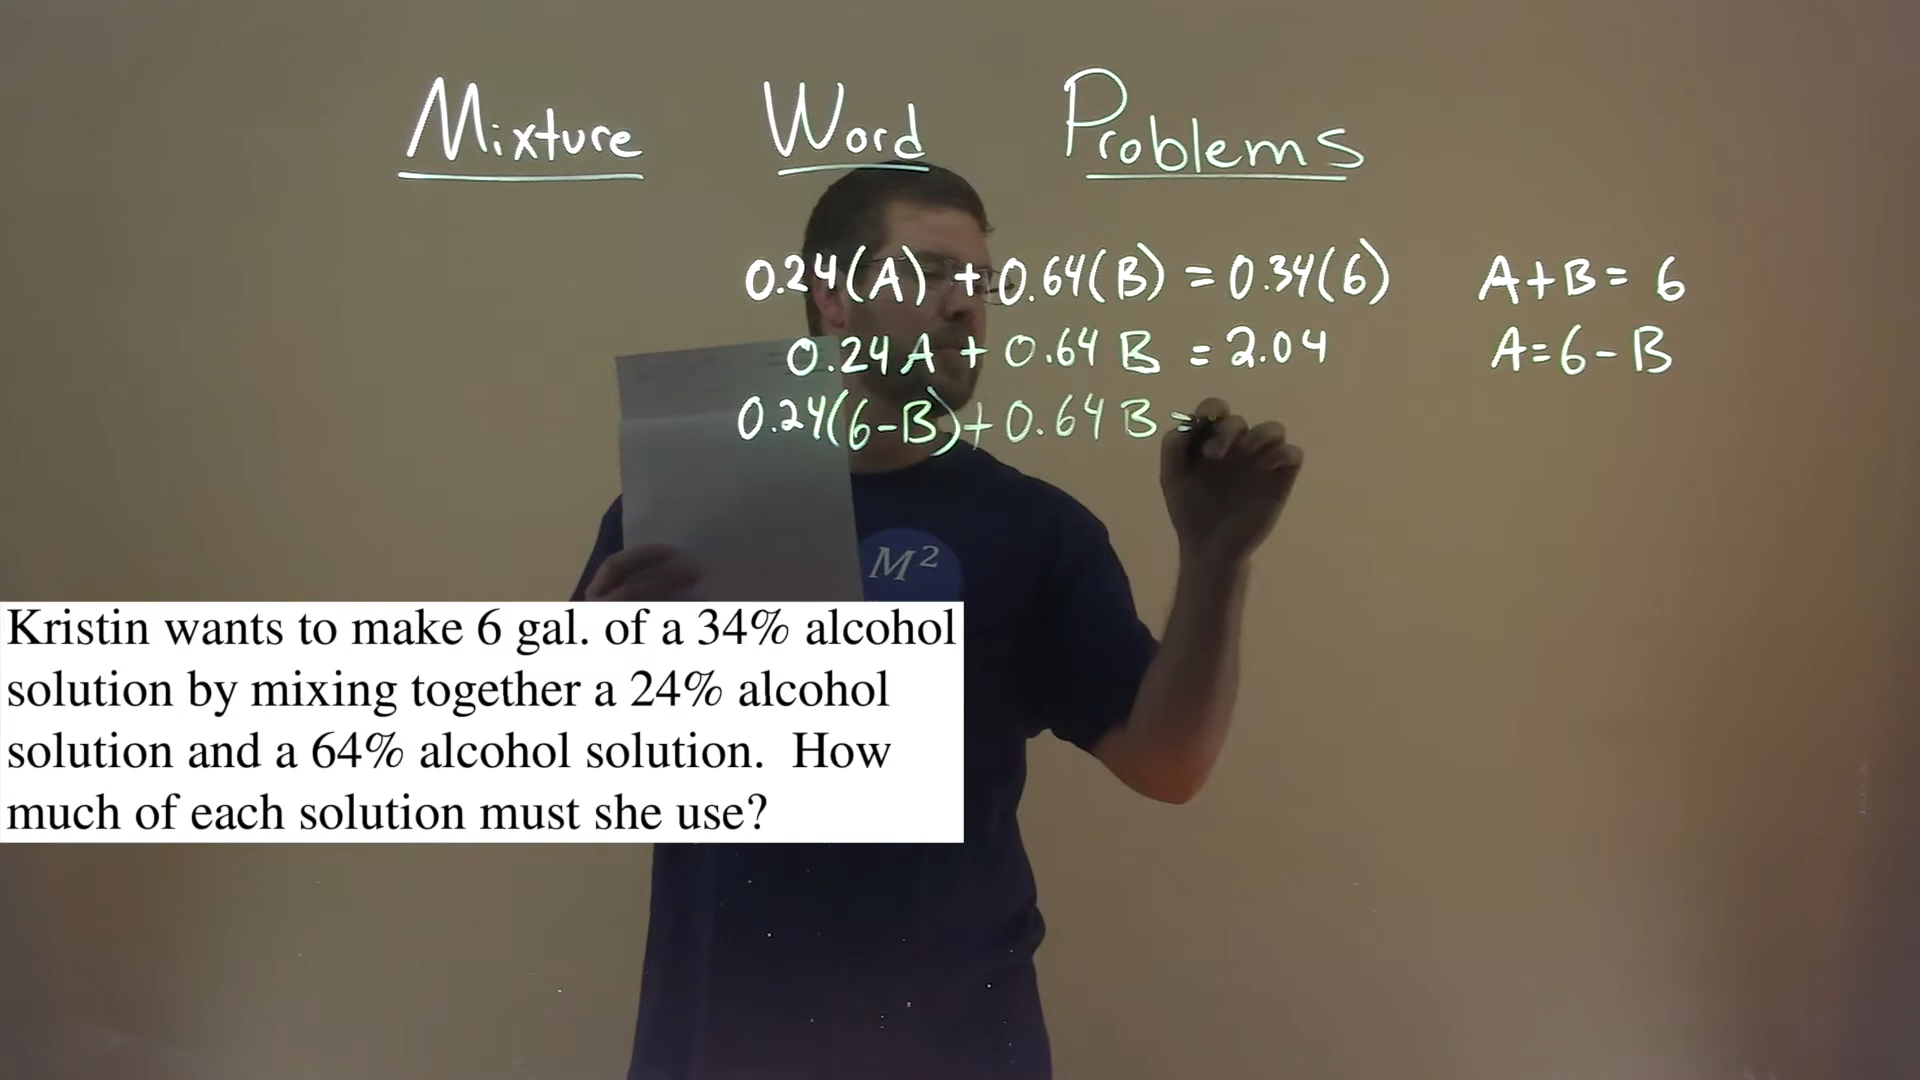 Mixture Word Problems
0.24(A) + 0.64(B) = 0.34(6) A+B= 6
0.24A + 0.64B = 2.04 A=6-B
0.24(6-B)+0.64B =
M²
Kristin wants to make 6 gal. of a 34% alcohol
solution by mixing together a 24% alcohol
solution and a 64% alcohol solution. How
much of each solution must she use?